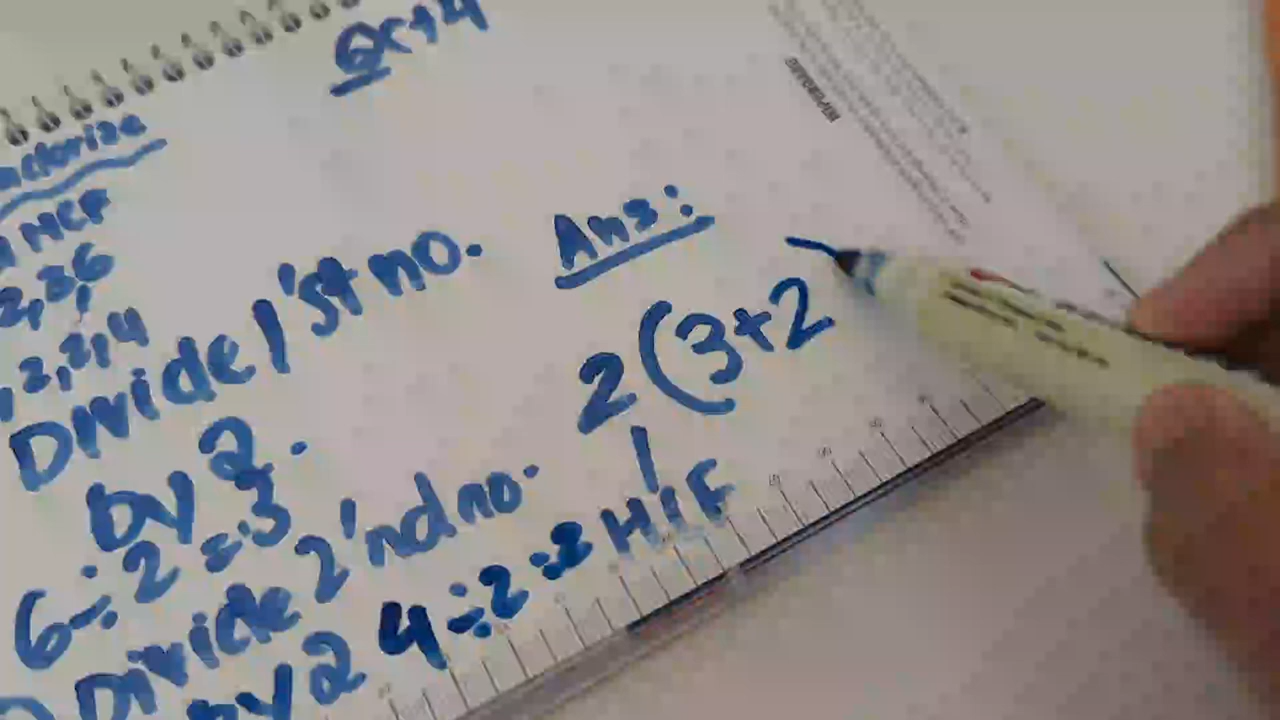 6x+4
actorize
HCF
2,3,6
,2,2,4
Divide 1'st no.
by 2.
6÷2=3
Divide 2'nd no.
by 2 4÷2=2
Ans:
2(3+2
HCF